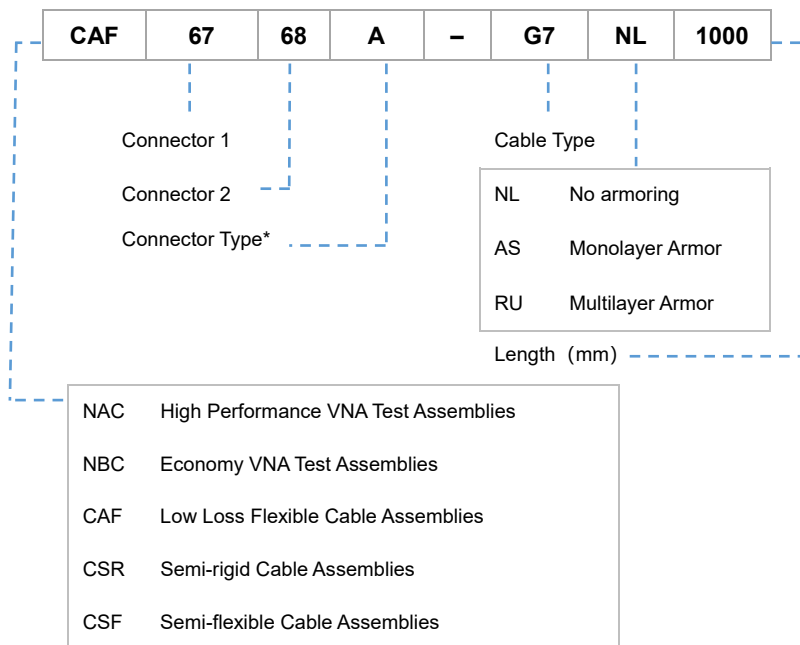 CAF 67 68 A – G7 NL 1000
Connector 1
Connector 2
Connector Type*
Cable Type
NL No armoring
AS Monolayer Armor
RU Multilayer Armor
Length（mm）
NAC High Performance VNA Test Assemblies
NBC Economy VNA Test Assemblies
CAF Low Loss Flexible Cable Assemblies
CSR Semi-rigid Cable Assemblies
CSF Semi-flexible Cable Assemblies